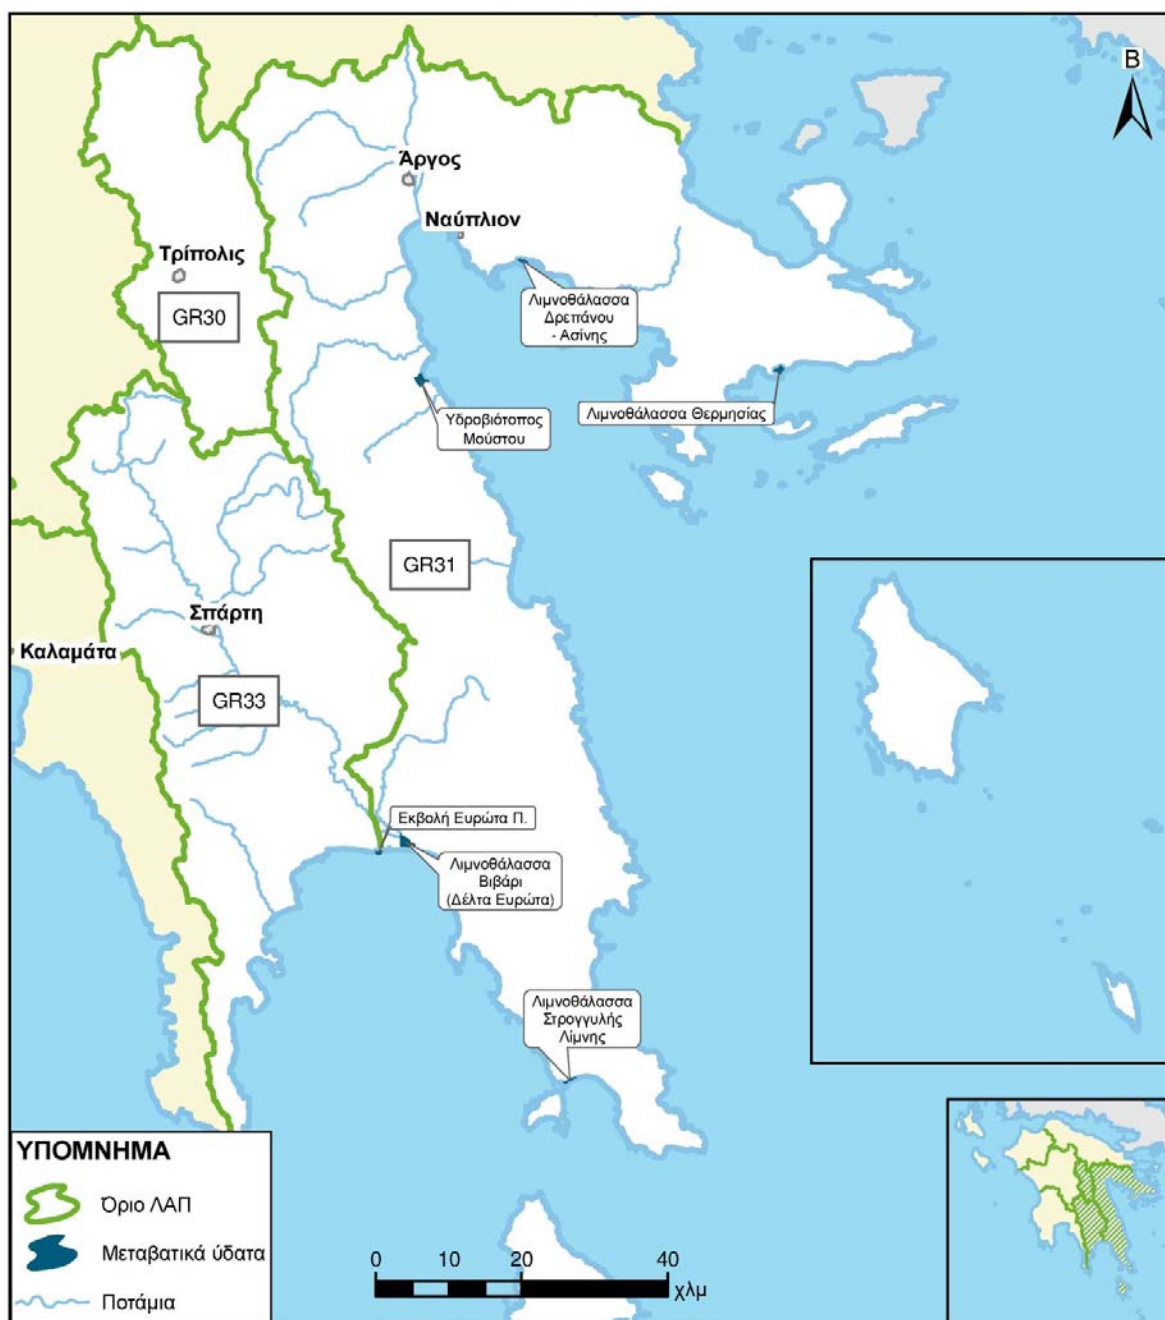 Β
Άργος
Ναύπλιον
Τρίπολις
GR30
Λιμνοθάλασσα
Δρεπάνου
- Ασίνης
Υδροβιότοπος
Μούστου
Λιμνοθάλασσα Θερμησίας
GR31
Σπάρτη
Καλαμάτα
GR33
Εκβολή Ευρώτα Π.
Λιμνοθάλασσα
Βιβάρι
(Δέλτα Ευρώτα)
Λιμνοθάλασσα
Στρογγυλής
Λίμνης
ΥΠΟΜΝΗΜΑ
Όριο ΛΑΠ
Μεταβατικά ύδατα
Ποτάμια
0 10 20 40
χλμ